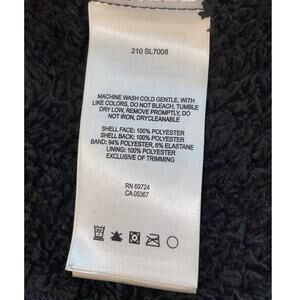 210 SL7008
MACHINE WASH COLD GENTLE, WITH
LIKE COLORS, DO NOT BLEACH, TUMBLE
DRY LOW, REMOVE PROMPTLY, DO
NOT IRON, DRYCLEANABLE
SHELL FACE: 100% POLYESTER
SHELL BACK: 100% POLYESTER
BAND: 94% POLYESTER, 6% ELASTANE
LINING: 100% POLYESTER
EXCLUSIVE OF TRIMMING
RN 69724
CA 05367